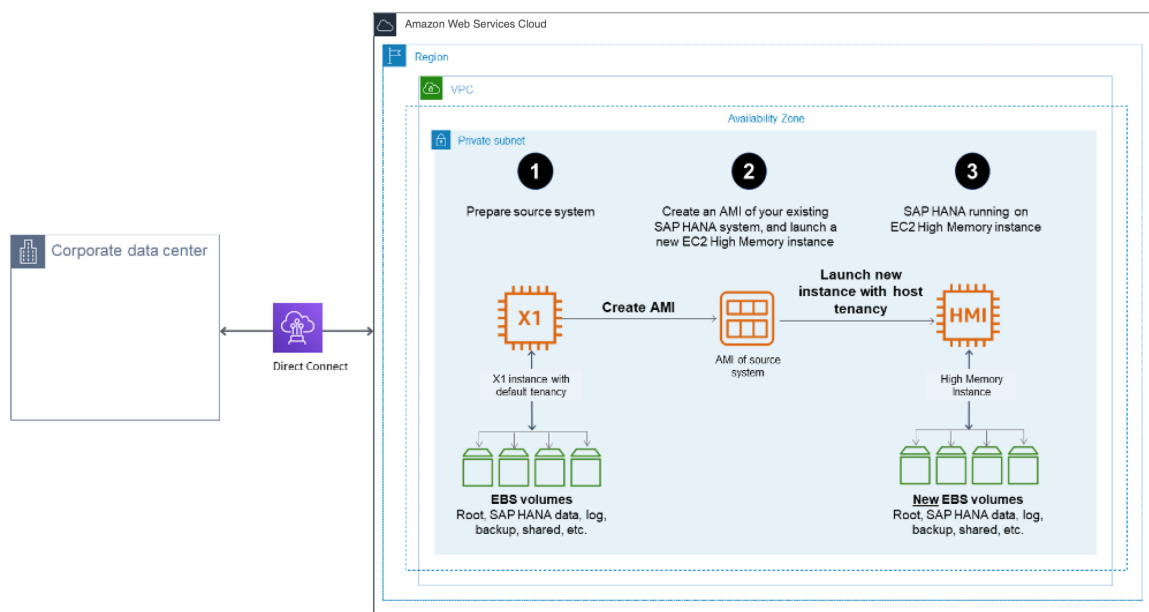 Amazon Web Services Cloud
Region
VPC
Availability Zone
Private subnet
1
Prepare source system
2
Create an AMI of your existing
SAP HANA system, and launch a
new EC2 High Memory instance
3
SAP HANA running on
EC2 High Memory instance
Corporate data center
Direct Connect
X1
Create AMI
AMI of source
system
Launch new
instance with host
tenancy
HMI
X1 instance with
default tenancy
High Memory
Instance
EBS volumes
Root, SAP HANA data, log,
backup, shared, etc.
New EBS volumes
Root, SAP HANA data, log,
backup, shared, etc.